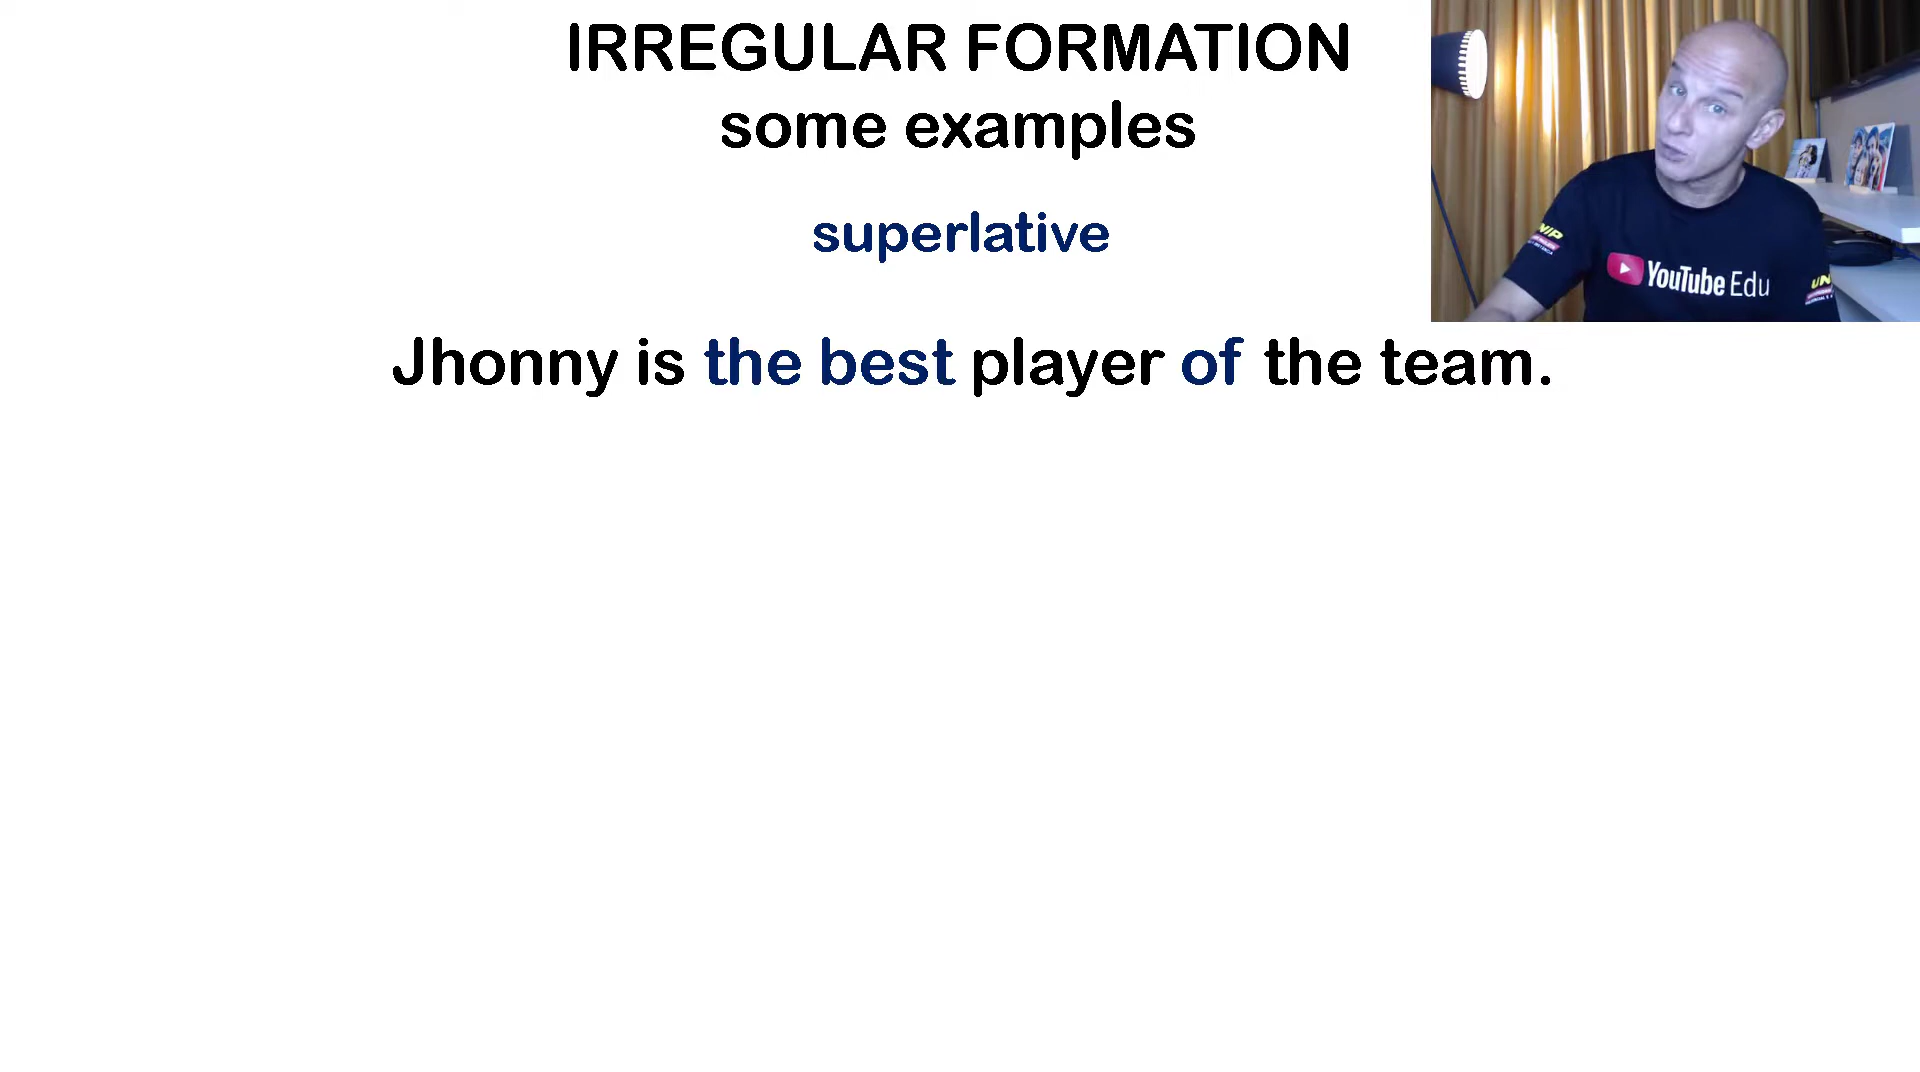 IRREGULAR FORMATION
some examples
superlative
Jhonny is the best player of the team.
YouTube Edu